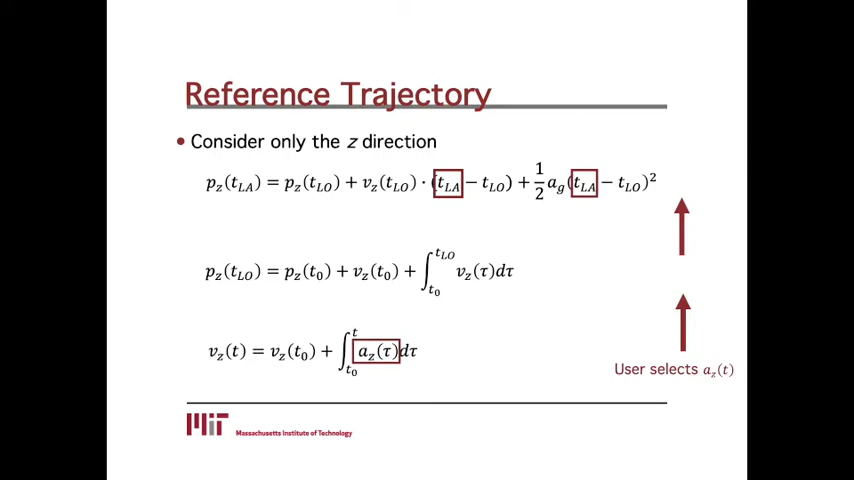 Reference Trajectory
• Consider only the z direction
p_z(t_LA) = p_z(t_LO) + v_z(t_LO) · (t_LA − t_LO) + 1/2 a_g(t_LA − t_LO)²
p_z(t_LO) = p_z(t_0) + v_z(t_0) + ∫_{t_0}^{t_LO} v_z(τ)dτ
v_z(t) = v_z(t_0) + ∫_{t_0}^{t} a_z(τ)dτ
User selects a_z(t)
MIT Massachusetts Institute of Technology